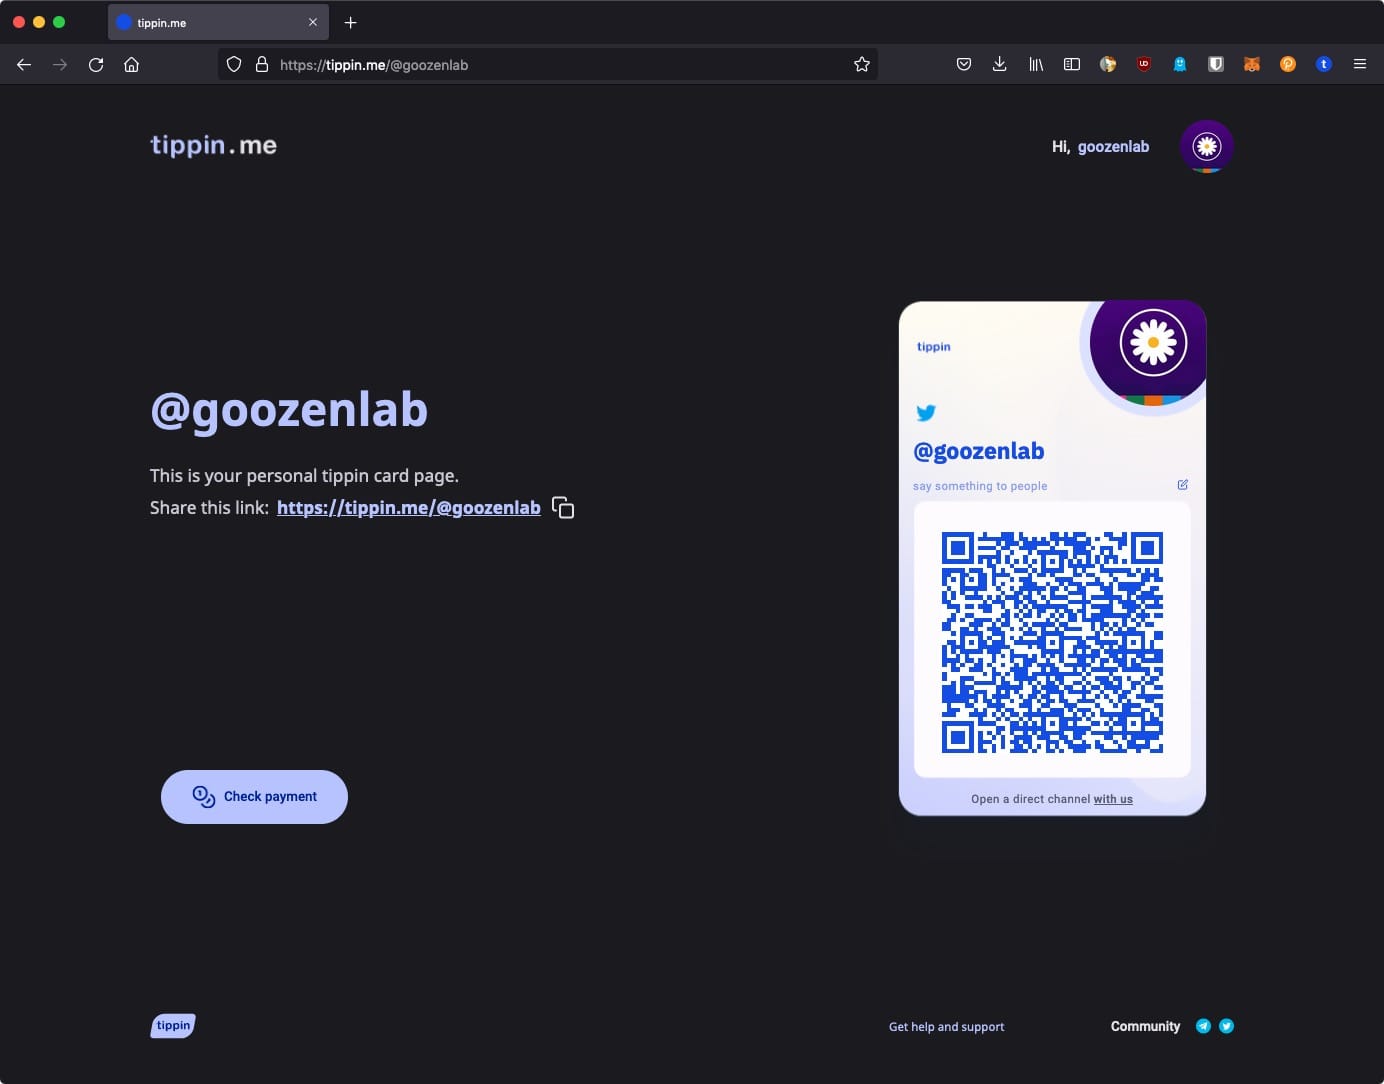 tippin.me
https://tippin.me/@goozenlab
tippin.me
Hi, goozenlab
@goozenlab
This is your personal tippin card page.
Share this link: https://tippin.me/@goozenlab
Check payment
tippin
@goozenlab
say something to people
Open a direct channel with us
tippin
Get help and support
Community